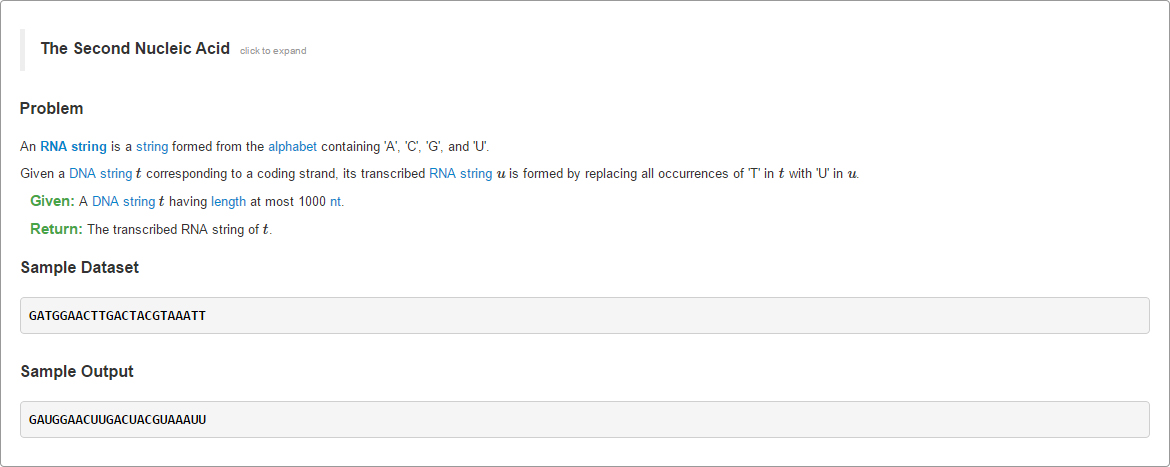 The Second Nucleic Acid click to expand
Problem
An RNA string is a string formed from the alphabet containing 'A', 'C', 'G', and 'U'.
Given a DNA string t corresponding to a coding strand, its transcribed RNA string u is formed by replacing all occurrences of 'T' in t with 'U' in u.
Given: A DNA string t having length at most 1000 nt.
Return: The transcribed RNA string of t.
Sample Dataset
GATGGAACTTGACTACGTAAATT
Sample Output
GAUGGAACUUGACUACGUAAAUU